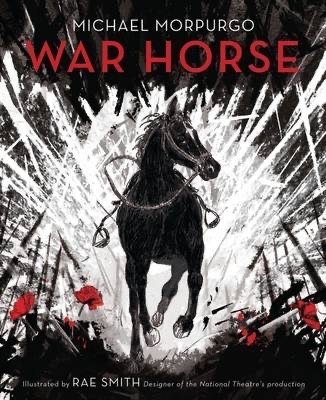 MICHAEL MORPURGO
WAR HORSE
Illustrated by RAE SMITH Designer of the National Theatre's production